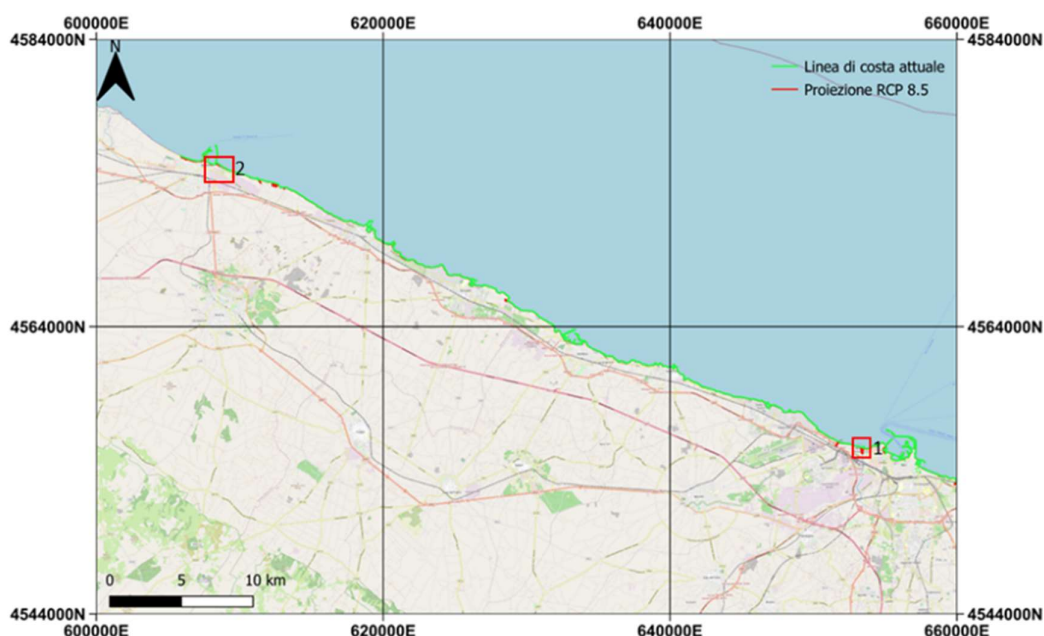 600000E 620000E 640000E 660000E
4584000N 4584000N
N
Linea di costa attuale
Proiezione RCP 8.5
2
4564000N 4564000N
1
0 5 10 km
4544000N 4544000N
600000E 620000E 640000E 660000E